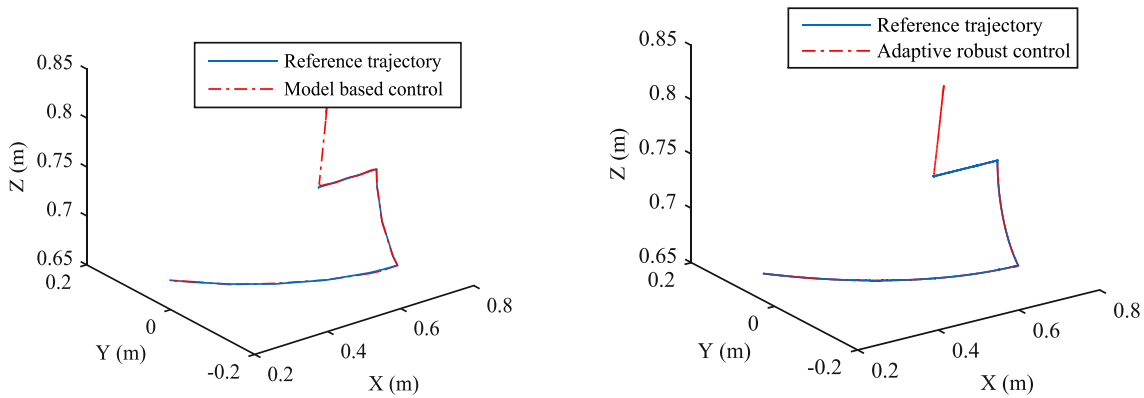 Reference trajectory
Model based control
0.85
0.8
0.75
0.7
0.65
Z (m)
0.2
0
-0.2
Y (m)
0.2
0.4
0.6
0.8
X (m)
Reference trajectory
Adaptive robust control
0.85
0.8
0.75
0.7
0.65
Z (m)
0.2
0
-0.2
Y (m)
0.2
0.4
0.6
0.8
X (m)